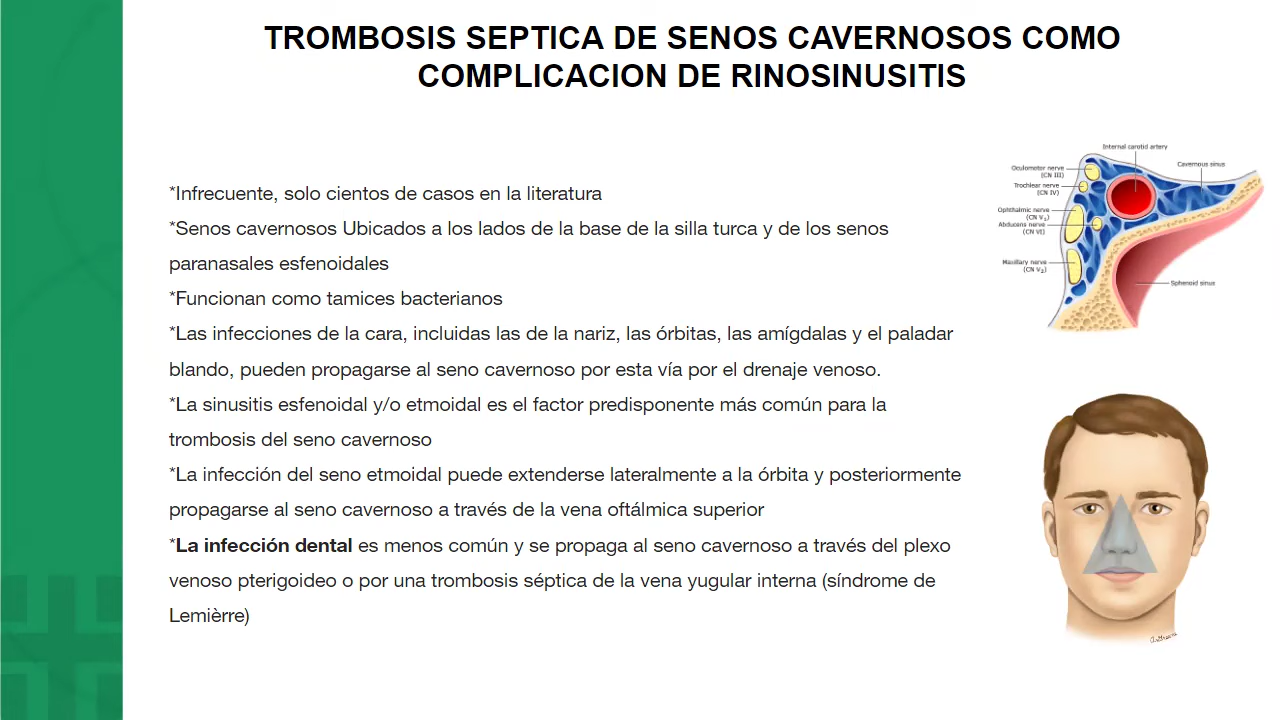 TROMBOSIS SEPTICA DE SENOS CAVERNOSOS COMO
COMPLICACION DE RINOSINUSITIS
*Infrecuente, solo cientos de casos en la literatura
*Senos cavernosos Ubicados a los lados de la base de la silla turca y de los senos
paranasales esfenoidales
*Funcionan como tamices bacterianos
*Las infecciones de la cara, incluidas las de la nariz, las órbitas, las amígdalas y el paladar
blando, pueden propagarse al seno cavernoso por esta vía por el drenaje venoso.
*La sinusitis esfenoidal y/o etmoidal es el factor predisponente más común para la
trombosis del seno cavernoso
*La infección del seno etmoidal puede extenderse lateralmente a la órbita y posteriormente
propagarse al seno cavernoso a través de la vena oftálmica superior
*La infección dental es menos común y se propaga al seno cavernoso a través del plexo
venoso pterigoideo o por una trombosis séptica de la vena yugular interna (síndrome de
Lemièrre)
Internal carotid artery
Cavernous sinus
Oculomotor nerve
(CN III)
Trochlear nerve
(CN IV)
Ophthalmic nerve
(CN V₁)
Abducens nerve
(CN VI)
Maxillary nerve
(CN V₂)
Sphenoid sinus